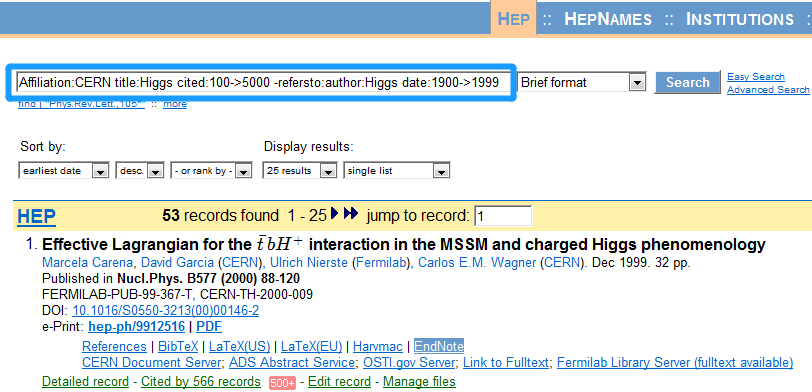 HEP :: HEPNAMES :: INSTITUTIONS :
Affiliation:CERN title:Higgs cited:100->5000 -refersto:author:Higgs date:1900->1999 Brief format Search Easy Search
Advanced Search
find j "Phys.Rev.Lett.,105*" :: more
Sort by: Display results:
earliest date desc. - or rank by - 25 results single list
HEP 53 records found 1 - 25 jump to record: 1
1. Effective Lagrangian for the t̄bH⁺ interaction in the MSSM and charged Higgs phenomenology
Marcela Carena, David Garcia (CERN), Ulrich Nierste (Fermilab), Carlos E.M. Wagner (CERN). Dec 1999. 32 pp.
Published in Nucl.Phys. B577 (2000) 88-120
FERMILAB-PUB-99-367-T, CERN-TH-2000-009
DOI: 10.1016/S0550-3213(00)00146-2
e-Print: hep-ph/9912516 | PDF
References | BibTeX | LaTeX(US) | LaTeX(EU) | Harvmac | EndNote
CERN Document Server; ADS Abstract Service; OSTI.gov Server; Link to Fulltext; Fermilab Library Server (fulltext available)
Detailed record - Cited by 566 records 500+ - Edit record - Manage files